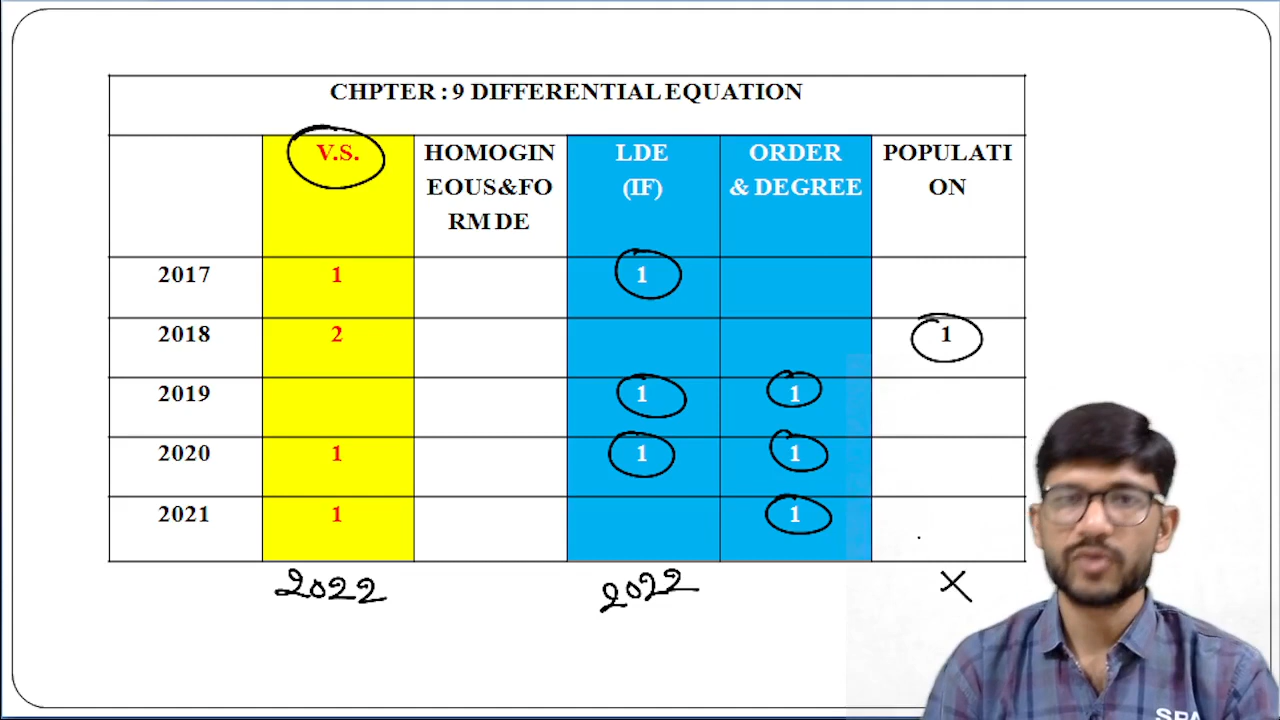 CHPTER : 9 DIFFERENTIAL EQUATION
V.S.
HOMOGIN
EOUS&FO
RM DE
LDE
(IF)
ORDER
& DEGREE
POPULATI
ON
2017 1 1
2018 2 1
2019 1 1
2020 1 1 1
2021 1 1
2022 2022 X